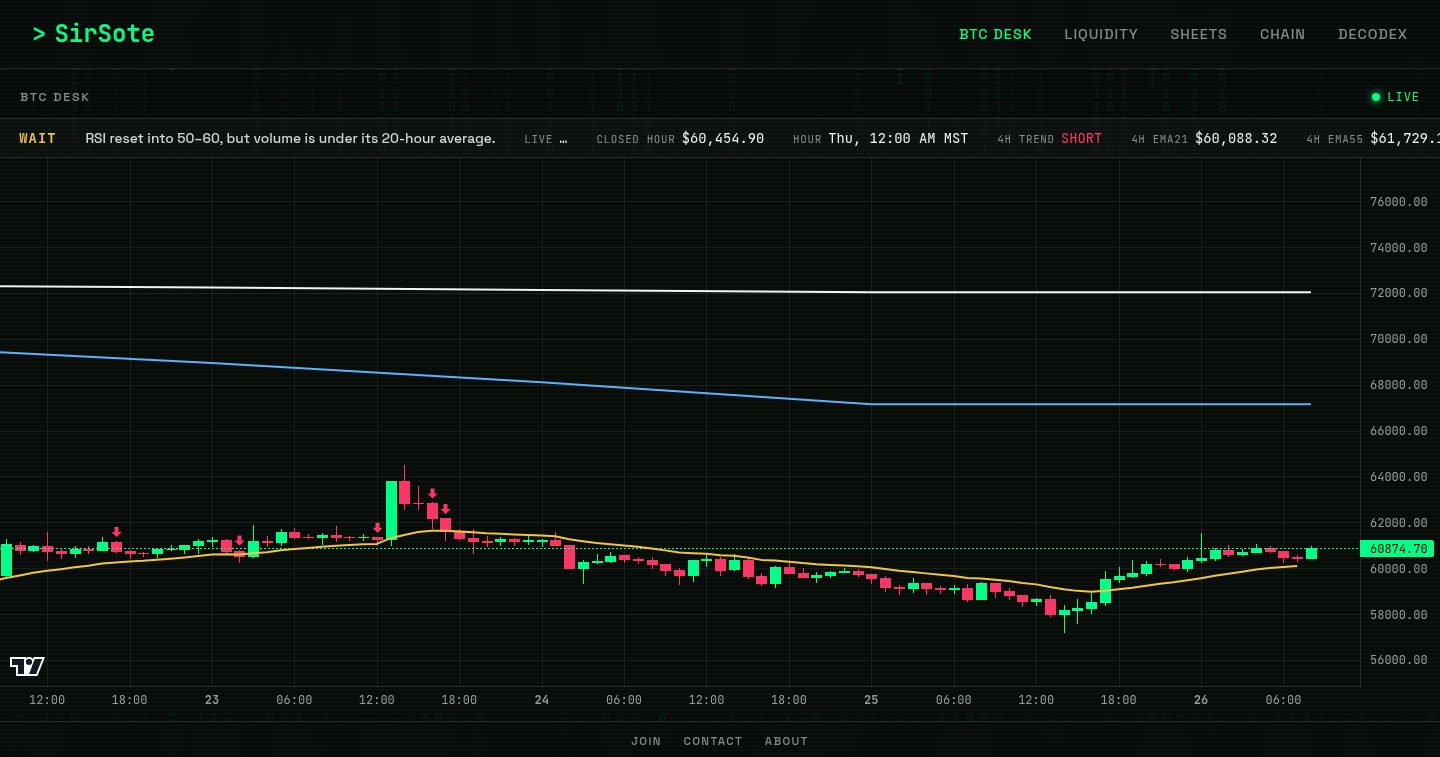 > SirSote
BTC DESK LIQUIDITY SHEETS CHAIN DECODEX
BTC DESK
LIVE
WAIT RSI reset into 50–60, but volume is under its 20-hour average. LIVE … CLOSED HOUR $60,454.90 HOUR Thu, 12:00 AM MST 4H TREND SHORT 4H EMA21 $60,088.32 4H EMA55 $61,729.1
76000.00
74000.00
72000.00
70000.00
68000.00
66000.00
64000.00
62000.00
60874.70
60000.00
58000.00
56000.00
12:00 18:00 23 06:00 12:00 18:00 24 06:00 12:00 18:00 25 06:00 12:00 18:00 26 06:00
JOIN CONTACT ABOUT